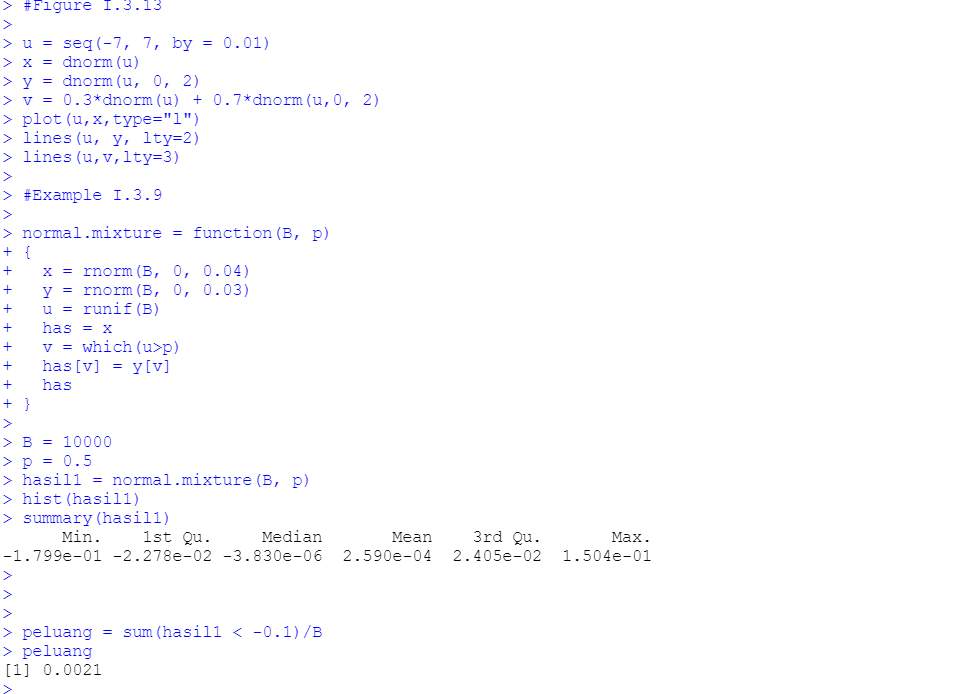 > #Figure I.3.13
>
> u = seq(-7, 7, by = 0.01)
> x = dnorm(u)
> y = dnorm(u, 0, 2)
> v = 0.3*dnorm(u) + 0.7*dnorm(u,0, 2)
> plot(u,x,type="l")
> lines(u, y, lty=2)
> lines(u,v,lty=3)
>
> #Example I.3.9
>
> normal.mixture = function(B, p)
+ {
+   x = rnorm(B, 0, 0.04)
+   y = rnorm(B, 0, 0.03)
+   u = runif(B)
+   has = x
+   v = which(u>p)
+   has[v] = y[v]
+   has
+ }
>
> B = 10000
> p = 0.5
> hasil1 = normal.mixture(B, p)
> hist(hasil1)
> summary(hasil1)
      Min.    1st Qu.     Median       Mean    3rd Qu.       Max.
-1.799e-01 -2.278e-02 -3.830e-06  2.590e-04  2.405e-02  1.504e-01
>
>
>
> peluang = sum(hasil1 < -0.1)/B
> peluang
[1] 0.0021
>